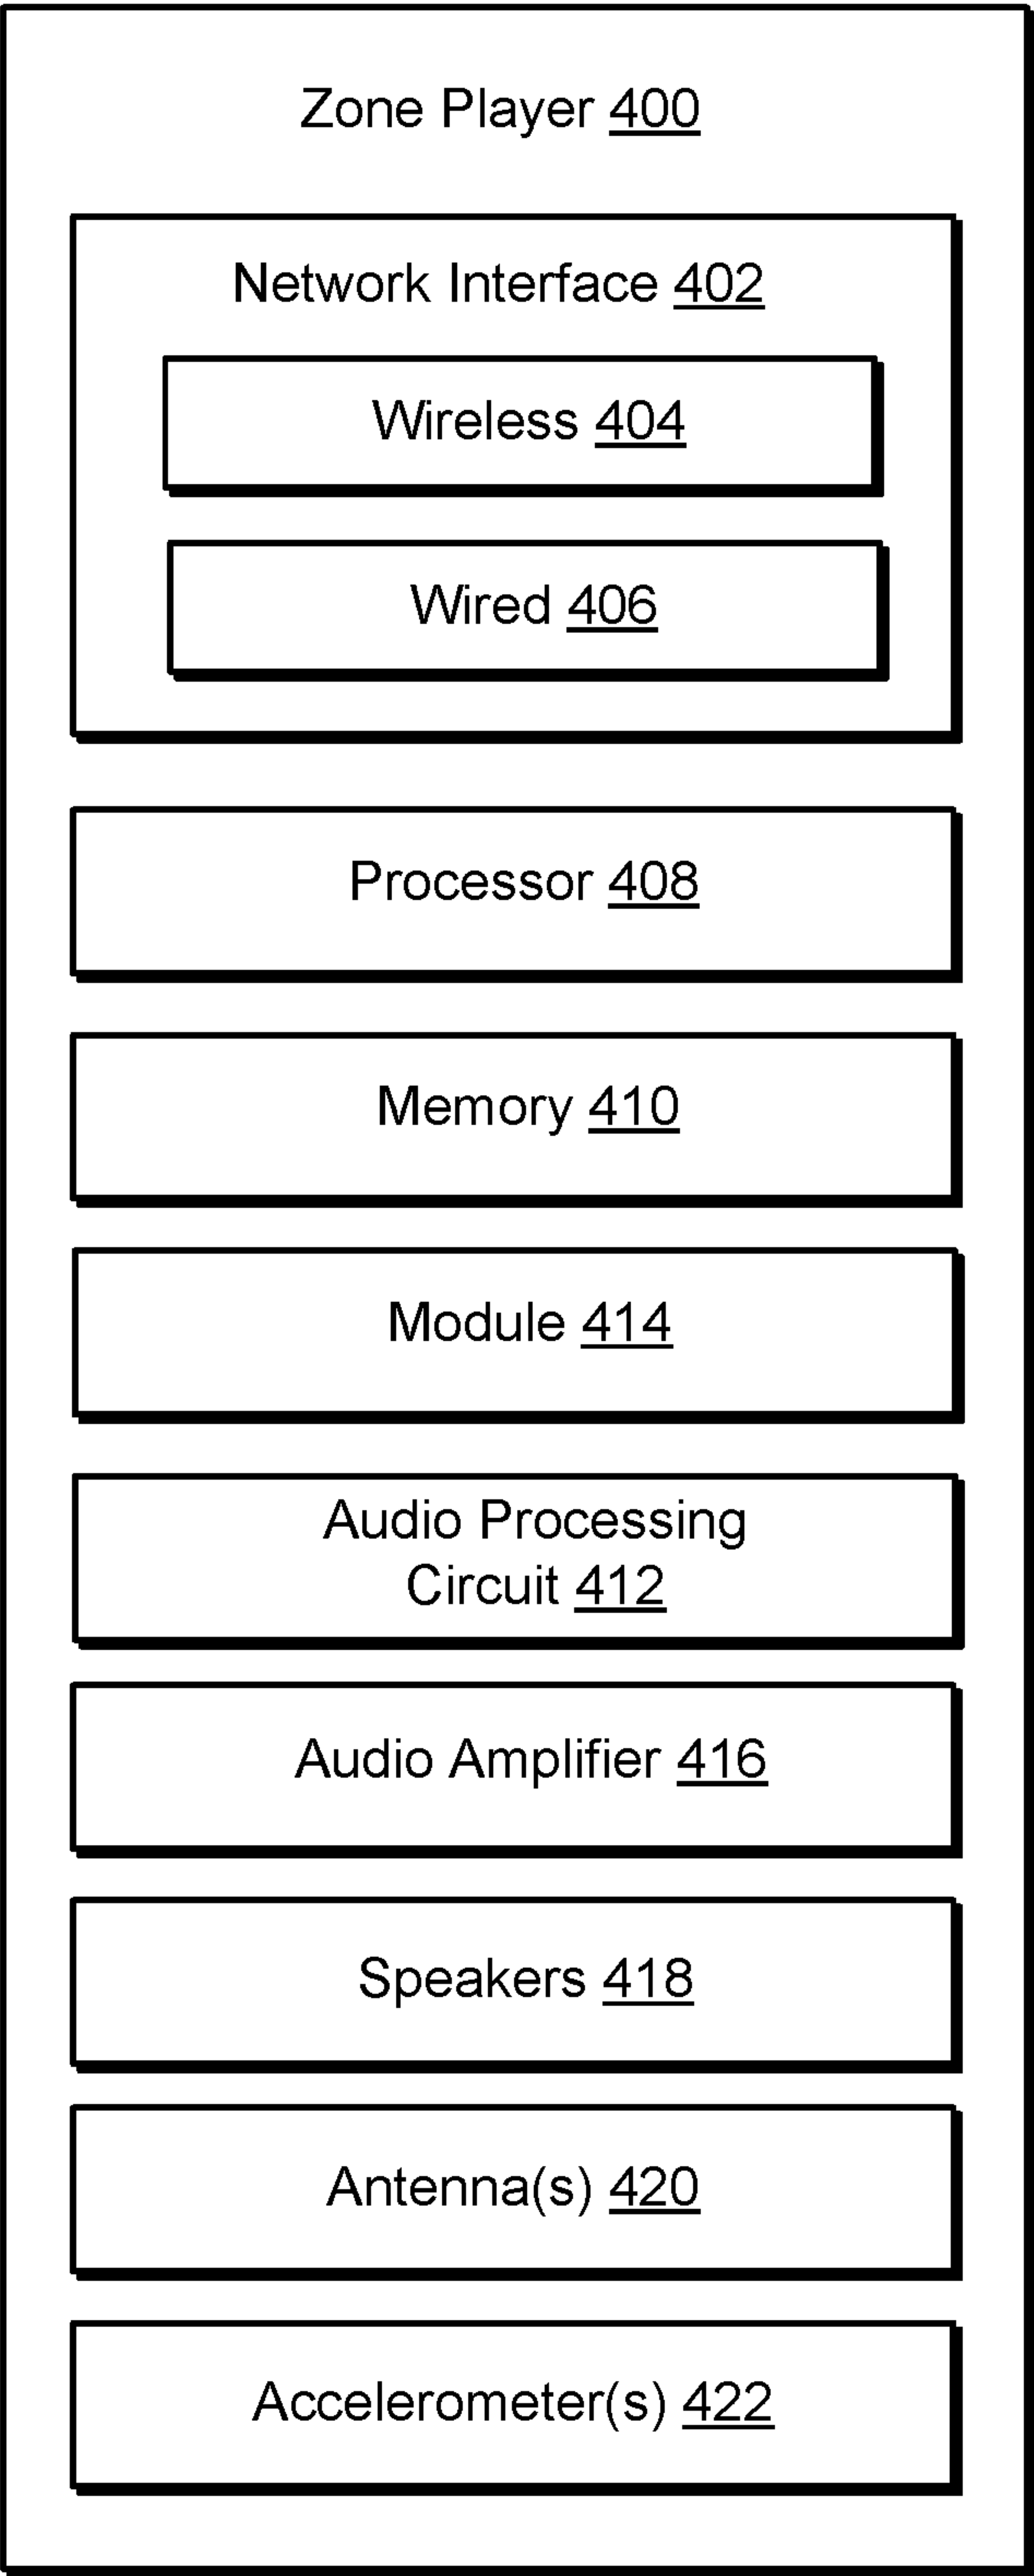 Zone Player 400
Network Interface 402
Wireless 404
Wired 406
Processor 408
Memory 410
Module 414
Audio Processing
Circuit 412
Audio Amplifier 416
Speakers 418
Antenna(s) 420
Accelerometer(s) 422